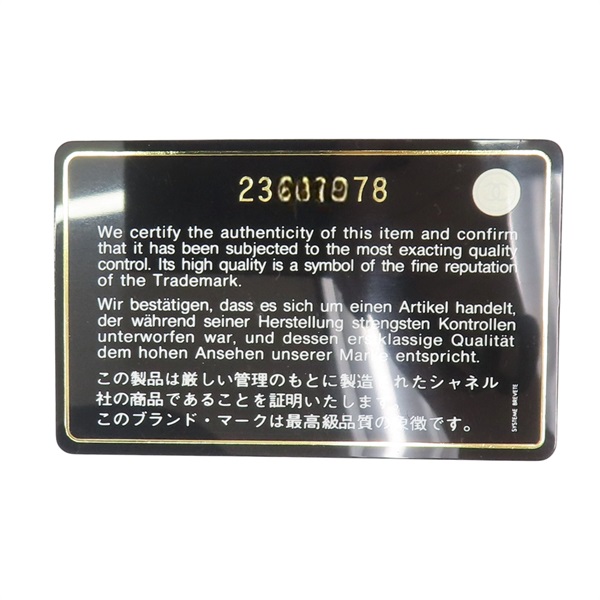 We certify the authenticity of this item and confirm
that it has been subjected to the most exacting quality
control. Its high quality is a symbol of the fine reputation
of the Trademark.
Wir bestätigen, dass es sich um einen Artikel handelt,
der während seiner Herstellung strengsten Kontrollen
unterworfen war, und dessen erstklassige Qualität
dem hohen Ansehen unserer Marke entspricht.
この製品は厳しい管理のもとに製造されたシャネル
社の商品であることを証明いたします。
このブランド・マークは最高級品質の象徴です。
SYSTEME BREVETE